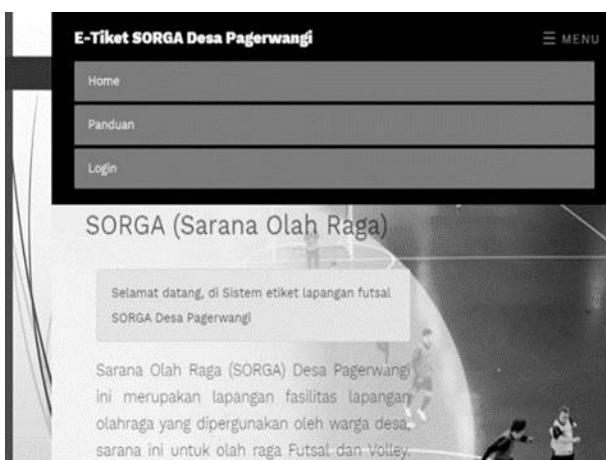 E-Tiket SORGA Desa Pagerwangi
☰ MENU
Home
Panduan
Login
SORGA (Sarana Olah Raga)
Selamat datang, di Sistem etiket lapangan futsal
SORGA Desa Pagerwangi
Sarana Olah Raga (SORGA) Desa Pagerwangi
ini merupakan lapangan fasilitas lapangan
olahraga yang dipergunakan oleh warga desa,
sarana ini untuk olah raga Futsal dan Volley.